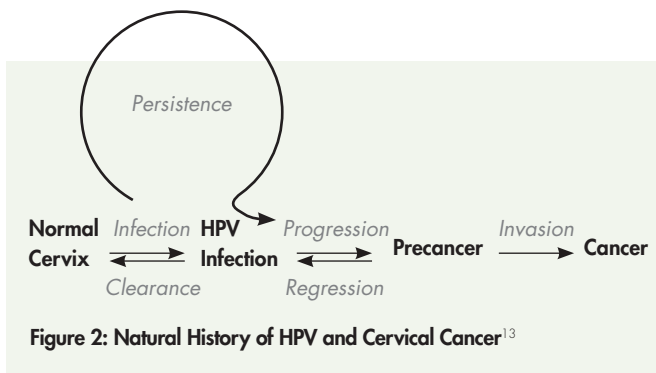 Persistence
Normal Infection HPV Progression Invasion
Cervix Infection Precancer Cancer
Clearance Regression
Figure 2: Natural History of HPV and Cervical Cancer13